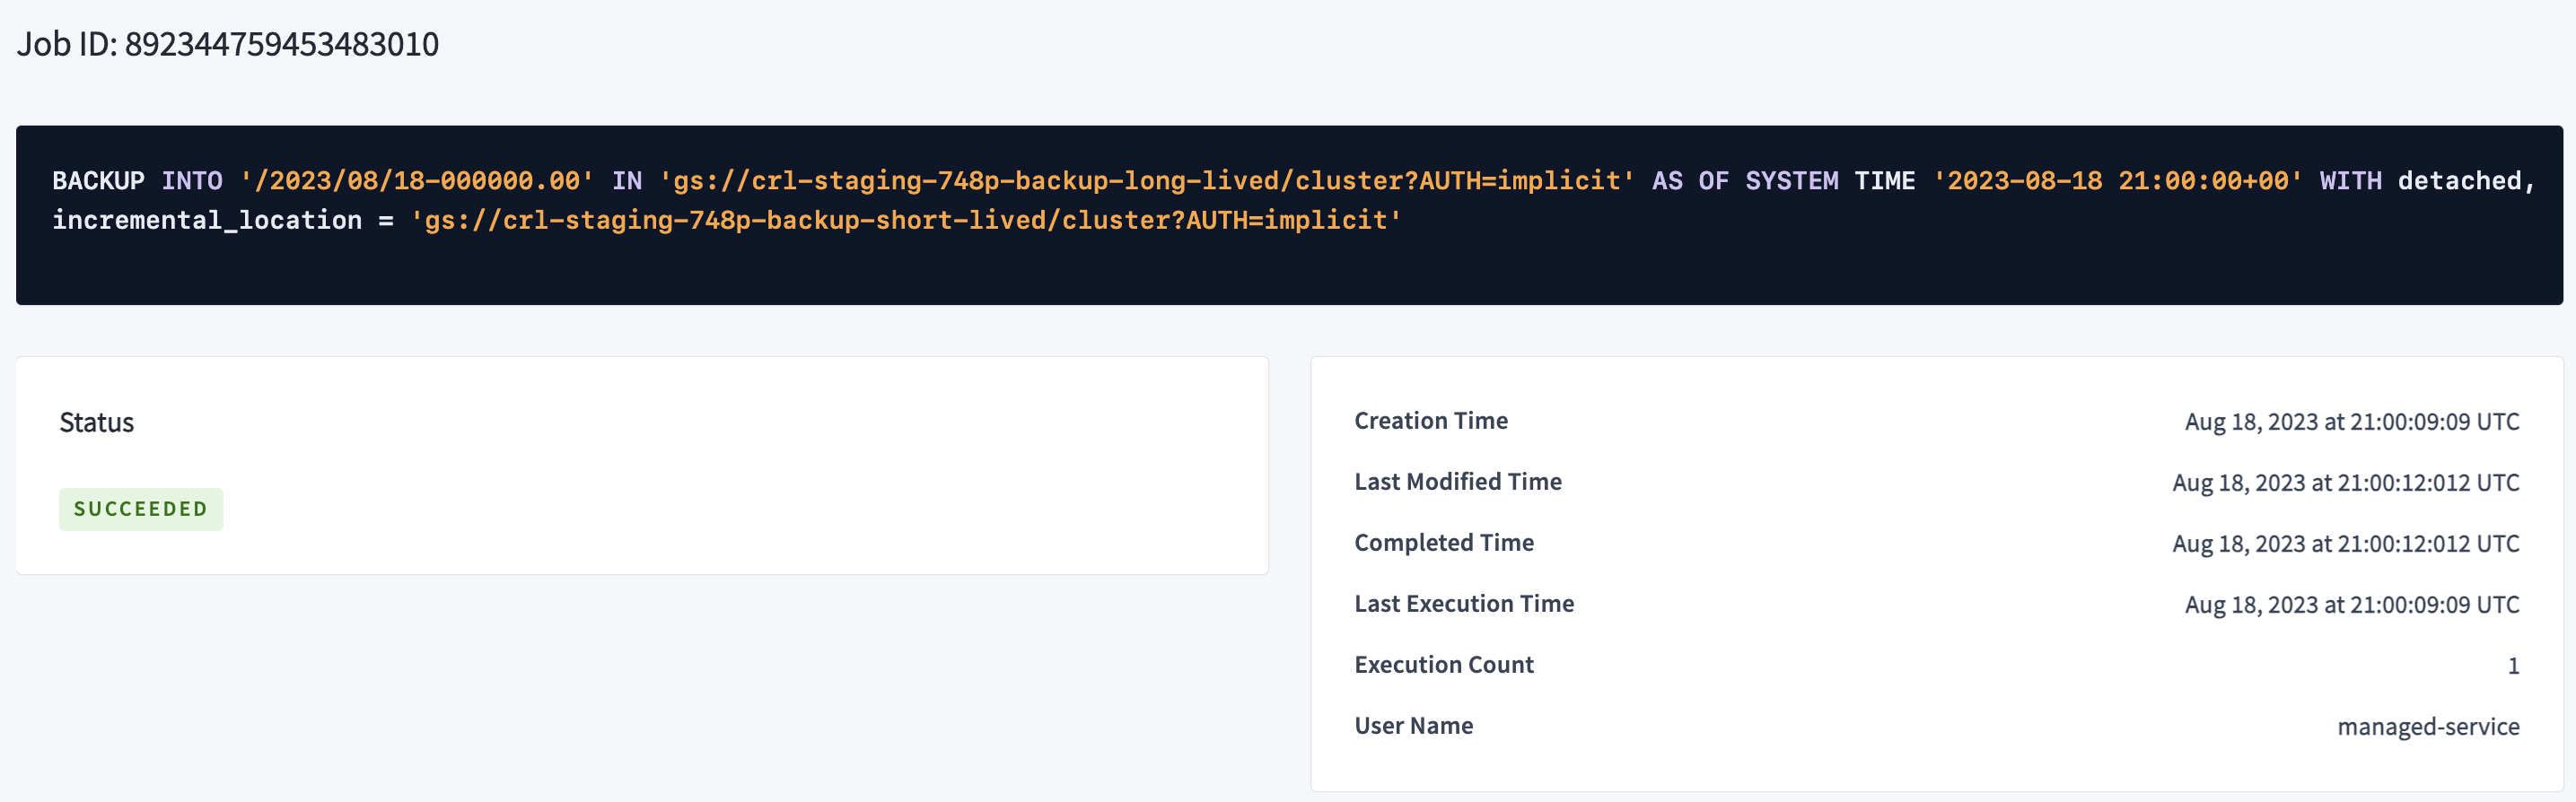 Job ID: 892344759453483010
BACKUP INTO '/2023/08/18-000000.00' IN 'gs://crl-staging-748p-backup-long-lived/cluster?AUTH=implicit' AS OF SYSTEM TIME '2023-08-18 21:00:00+00' WITH detached,
incremental_location = 'gs://crl-staging-748p-backup-short-lived/cluster?AUTH=implicit'
Status
SUCCEEDED
Creation Time Aug 18, 2023 at 21:00:09:09 UTC
Last Modified Time Aug 18, 2023 at 21:00:12:012 UTC
Completed Time Aug 18, 2023 at 21:00:12:012 UTC
Last Execution Time Aug 18, 2023 at 21:00:09:09 UTC
Execution Count 1
User Name managed-service